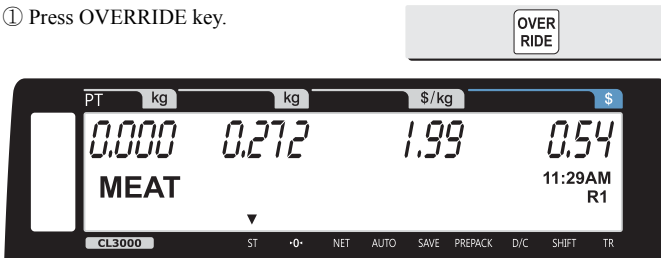 ① Press OVERRIDE key.
OVER
RIDE
PT kg kg $/kg $
0.000 0.272 1.99 0.54
MEAT
11:29AM
R1
▼
CL3000 ST ·0· NET AUTO SAVE PREPACK D/C SHIFT TR